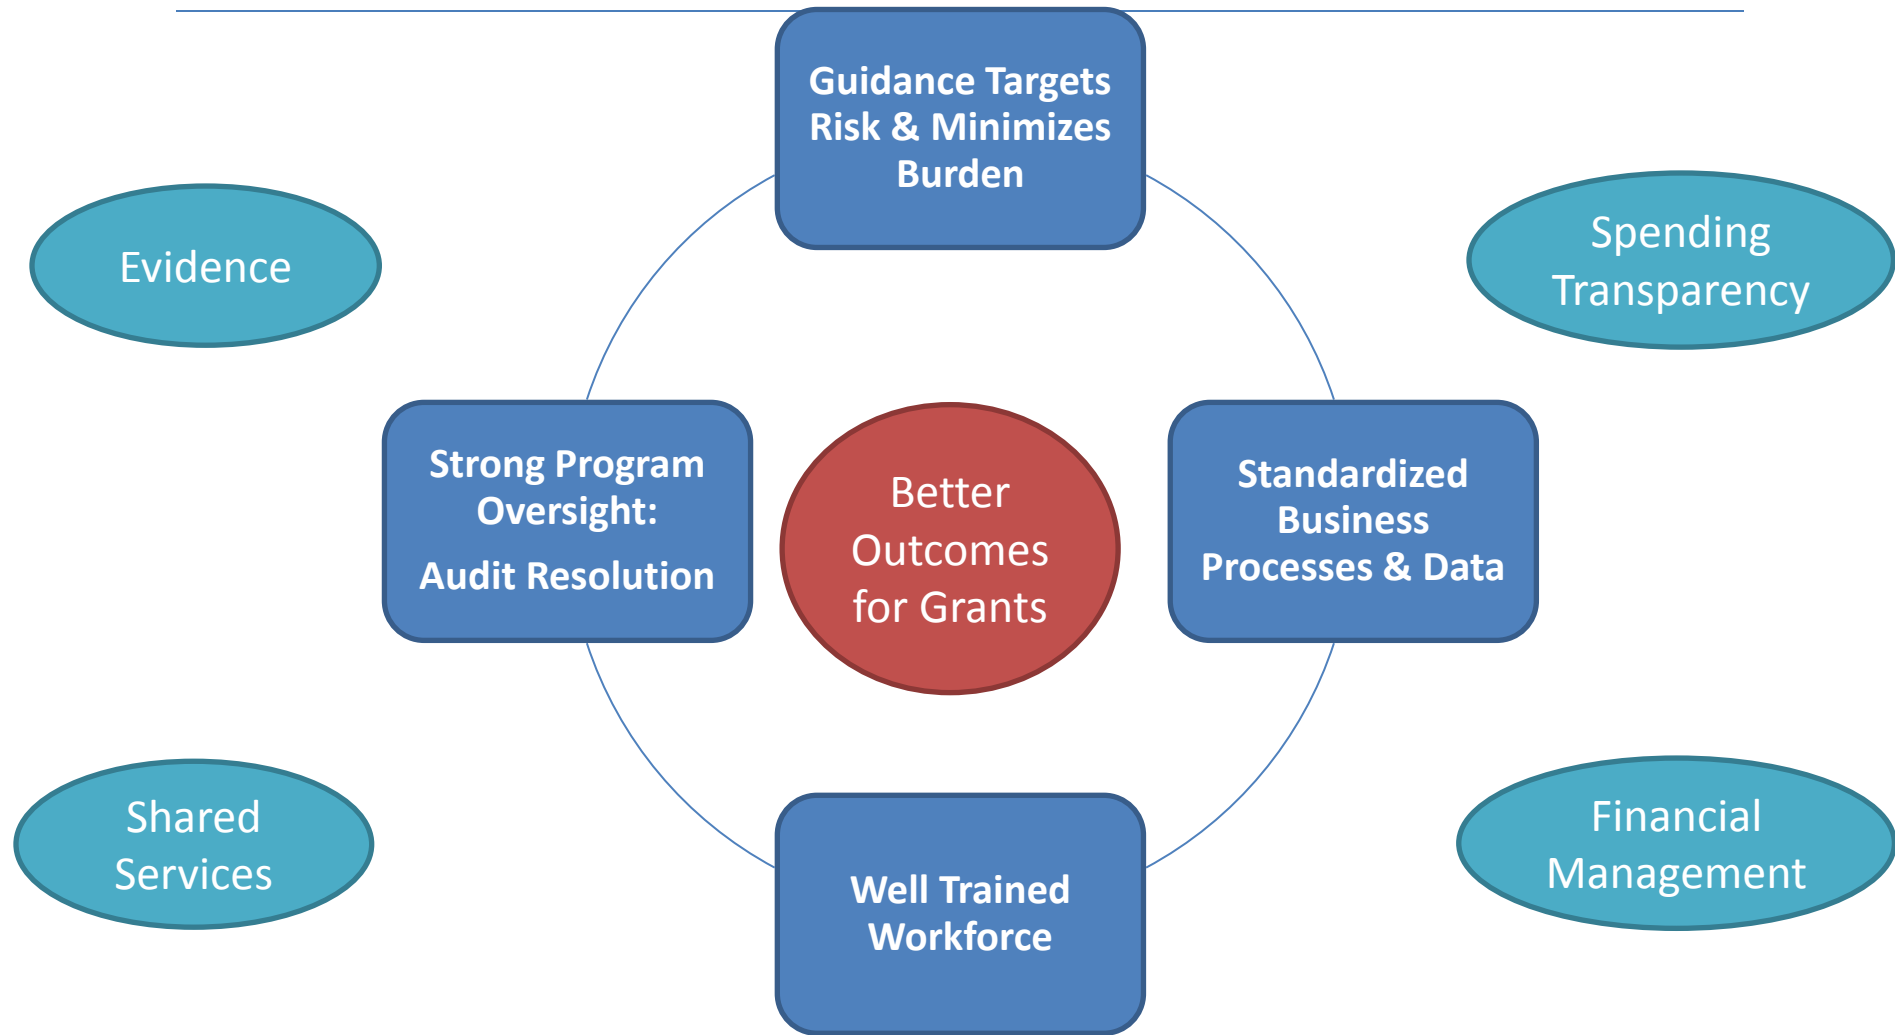 Guidance Targets
Risk & Minimizes
Burden
Evidence
Spending
Transparency
Strong Program
Oversight:
Audit Resolution
Better
Outcomes
for Grants
Standardized
Business
Processes & Data
Shared
Services
Well Trained
Workforce
Financial
Management